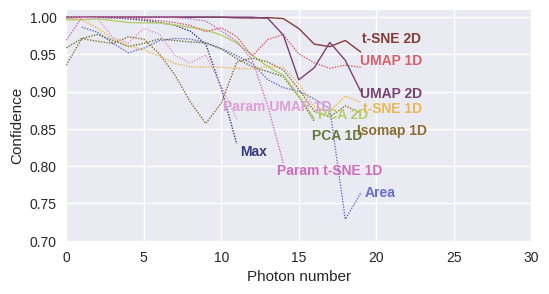 1.00
0.95
0.90
0.85
0.80
0.75
0.70
Confidence
0
5
10
15
20
25
30
Photon number
t-SNE 2D
UMAP 1D
UMAP 2D
Param UMAP 1D
t-SNE 1D
PCA 2D
Isomap 1D
PCA 1D
Max
Param t-SNE 1D
Area